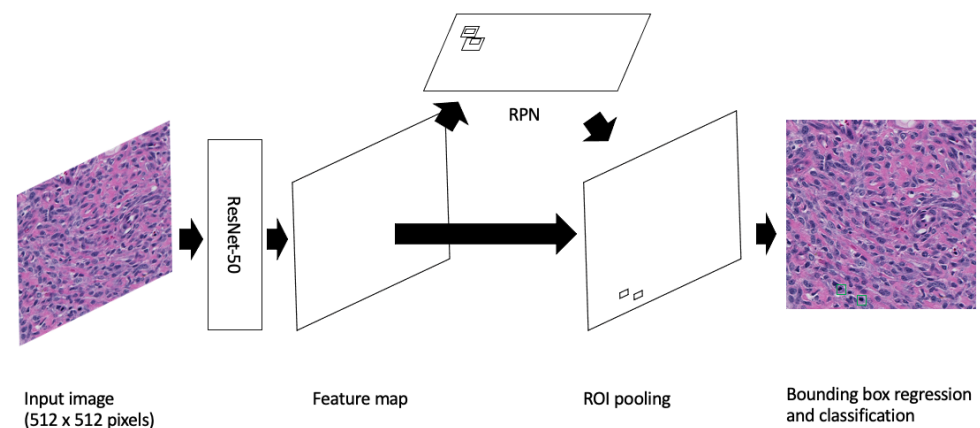 RPN
ResNet-50
Input image
(512 x 512 pixels)
Feature map
ROI pooling
Bounding box regression
and classification